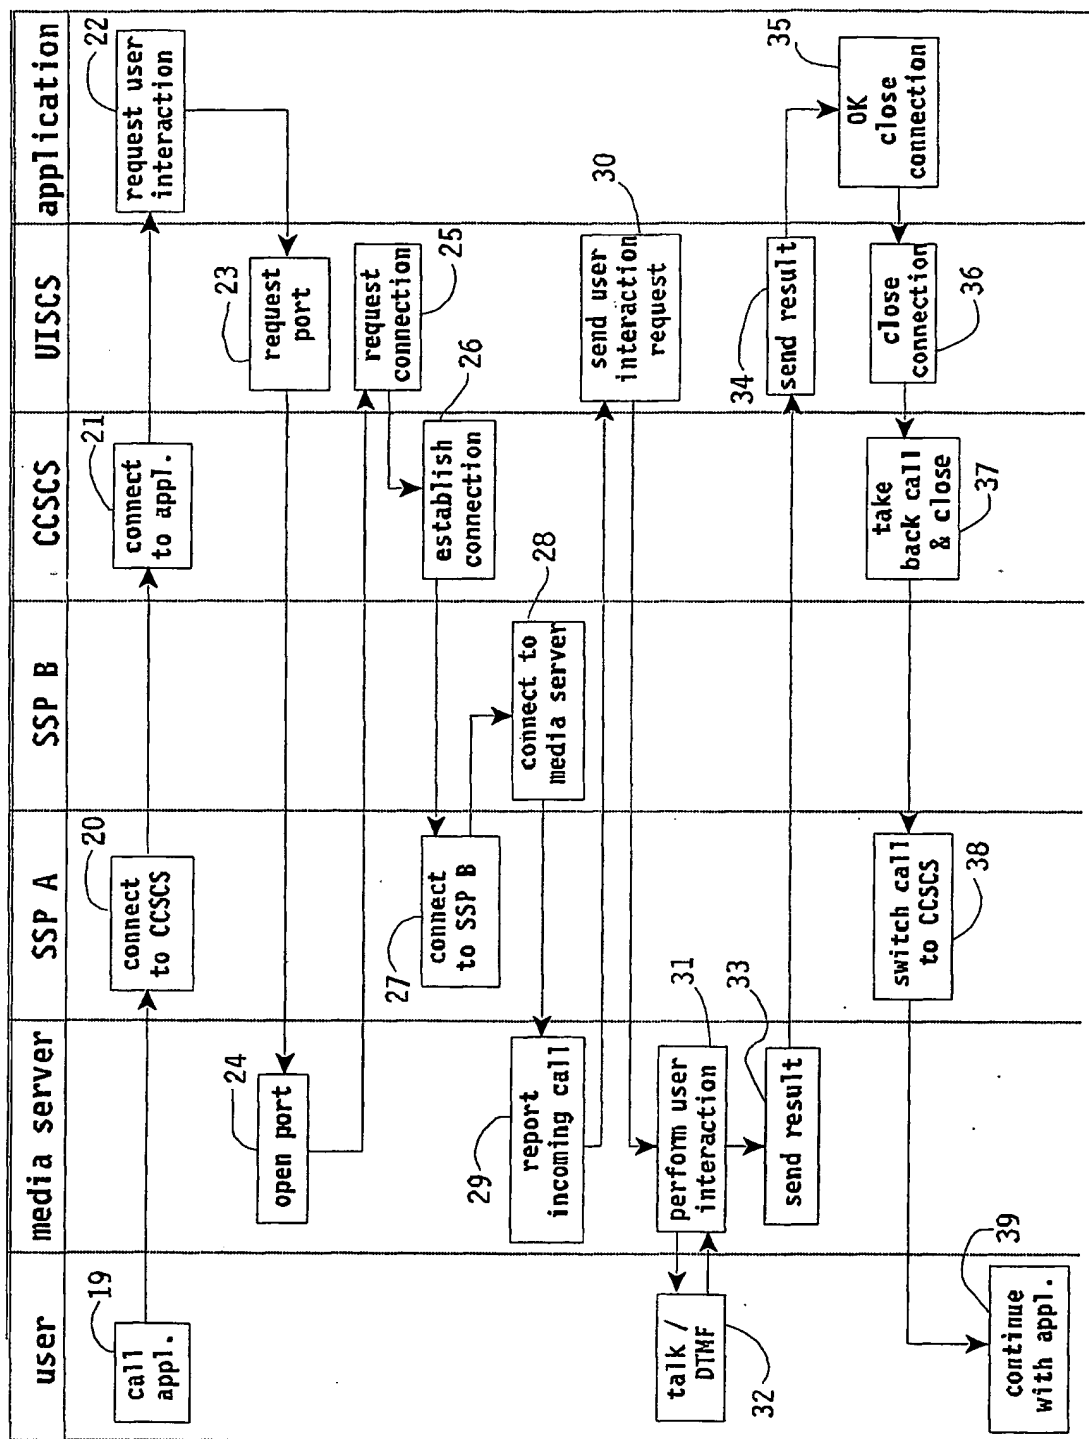 user
media server
SSP A
SSP B
CCSCS
UISCS
application
19
call
appl.
20
connect
to CCSCS
21
connect
to appl.
22
request user
interaction
23
request
port
24
open port
25
request
connection
26
establish
connection
27
connect
to SSP B
28
connect to
media server
29
report
incoming call
30
send user
interaction
request
31
perform user
interaction
32
talk /
DTMF
33
send result
34
send result
35
OK
close
connection
36
close
connection
37
take
back call
& close
38
switch call
to CCSCS
39
continue
with appl.